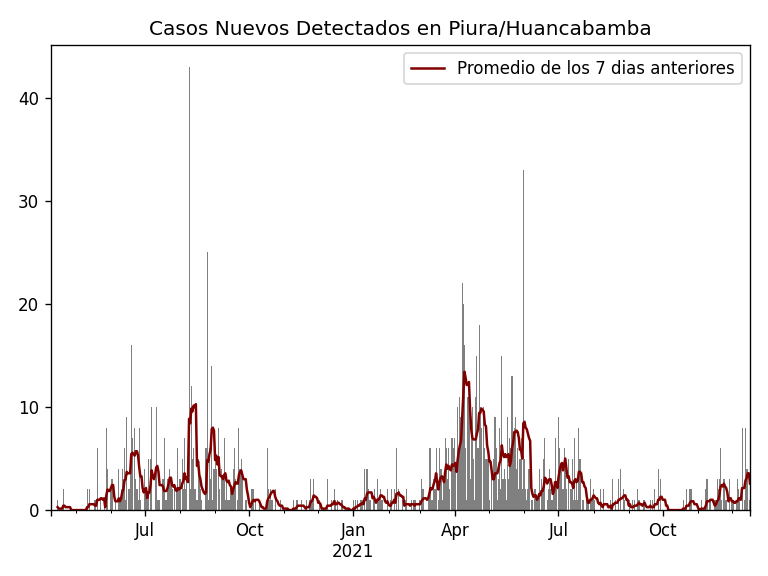 Casos Nuevos Detectados en Piura/Huancabamba
Promedio de los 7 dias anteriores
40
30
20
10
0
Jul
Oct
Jan
2021
Apr
Jul
Oct